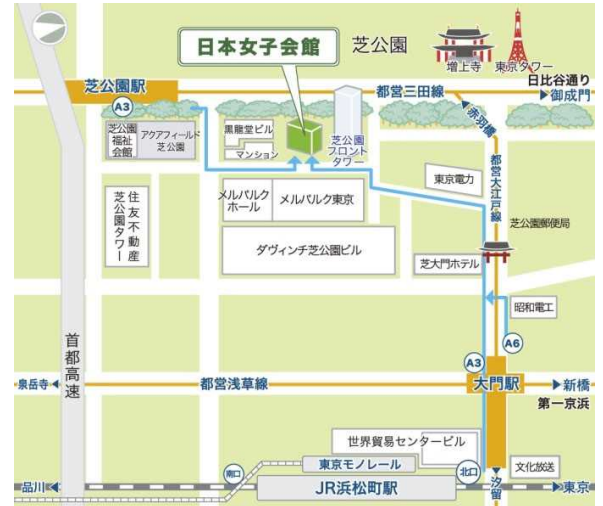 日本女子会館
芝公園
増上寺
東京タワー
日比谷通り
芝公園駅
A3
都営三田線
▶御成門
赤羽橋
芝公園
福祉
会館
アクアフィールド
芝公園
黒龍堂ビル
マンション
芝公園
フロント
タワー
東京電力
都営大江戸線
芝公園郵便局
住友不動産
芝公園タワー
メルパルク
ホール
メルパルク東京
ダヴィンチ芝公園ビル
芝大門ホテル
昭和電工
首都高速
A3
A6
泉岳寺◀
都営浅草線
大門駅
▶新橋
第一京浜
世界貿易センタービル
東京モノレール
南口
北口
文化放送
品川◀
JR浜松町駅
汐留
▶東京